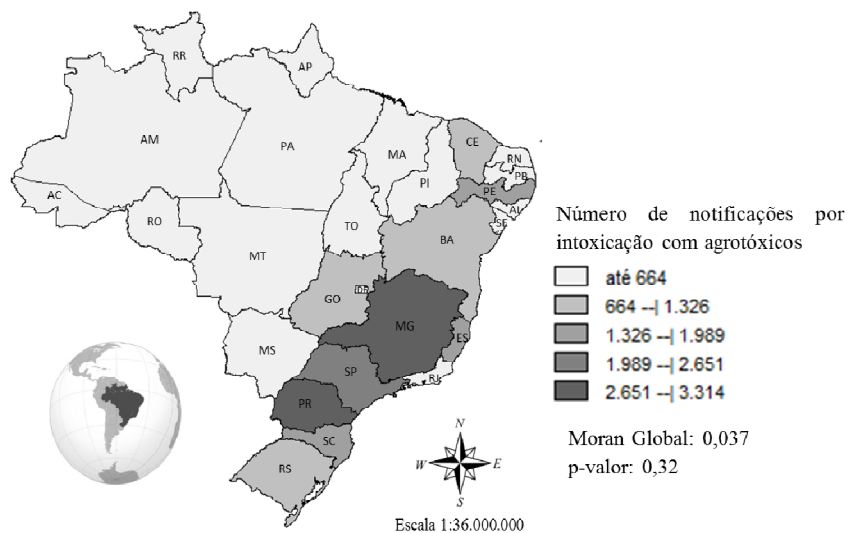 RR
AP
AM
PA
MA
CE
RN
PB
PI
PE
AL
SE
AC
RO
TO
BA
MT
GO
DF
MG
ES
MS
SP
RJ
PR
SC
RS
Número de notificações por
intoxicação com agrotóxicos
até 664
664 --| 1.326
1.326 --| 1.989
1.989 --| 2.651
2.651 --| 3.314
Moran Global: 0,037
p-valor: 0,32
N
W
E
S
Escala 1:36.000.000